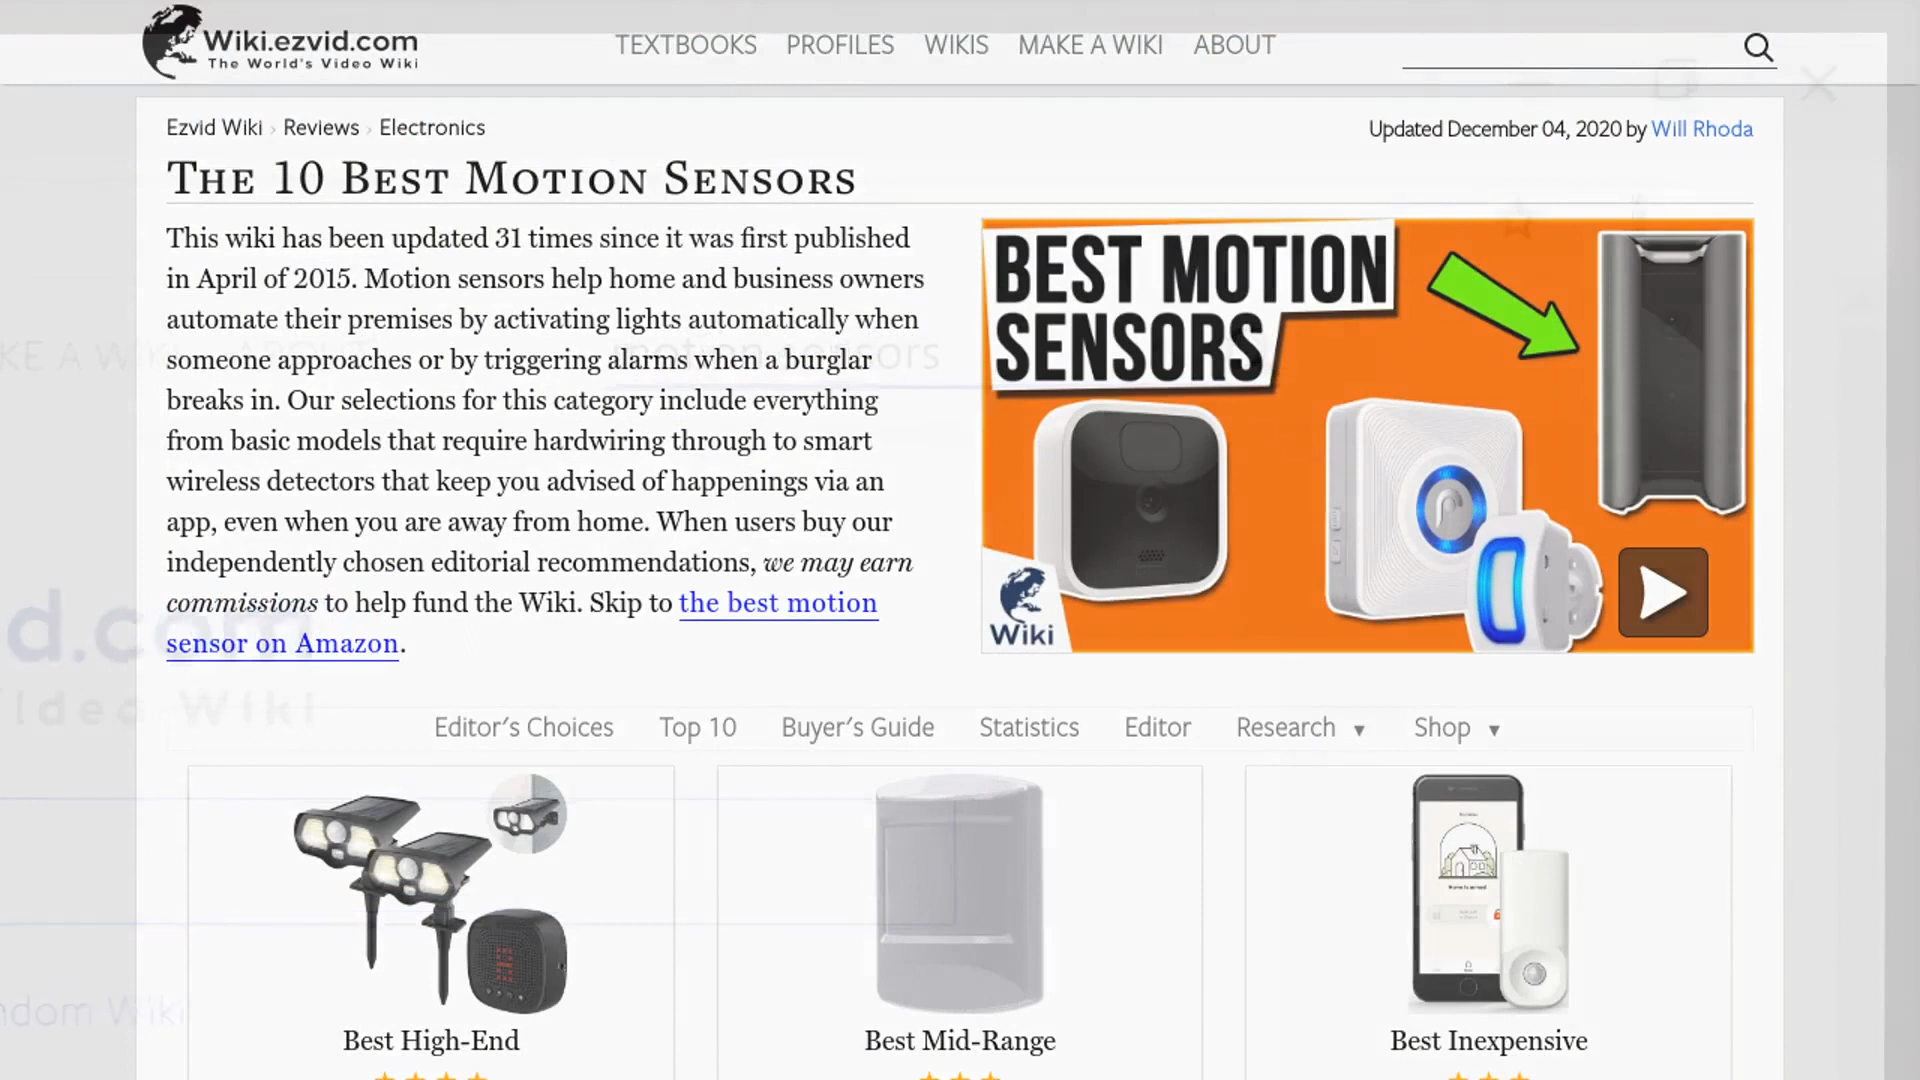 Wiki.ezvid.com
The World's Video Wiki
TEXTBOOKS PROFILES WIKIS MAKE A WIKI ABOUT
Ezvid Wiki › Reviews › Electronics
Updated December 04, 2020 by Will Rhoda
The 10 Best Motion Sensors
This wiki has been updated 31 times since it was first published
in April of 2015. Motion sensors help home and business owners
automate their premises by activating lights automatically when
someone approaches or by triggering alarms when a burglar
breaks in. Our selections for this category include everything
from basic models that require hardwiring through to smart
wireless detectors that keep you advised of happenings via an
app, even when you are away from home. When users buy our
independently chosen editorial recommendations, we may earn
commissions to help fund the Wiki. Skip to the best motion
sensor on Amazon.
BEST MOTION
SENSORS
Wiki
motion sensors
d.com
Video Wiki
Editor's Choices Top 10 Buyer's Guide Statistics Editor Research ▼ Shop ▼
Best High-End
Best Mid-Range
Best Inexpensive